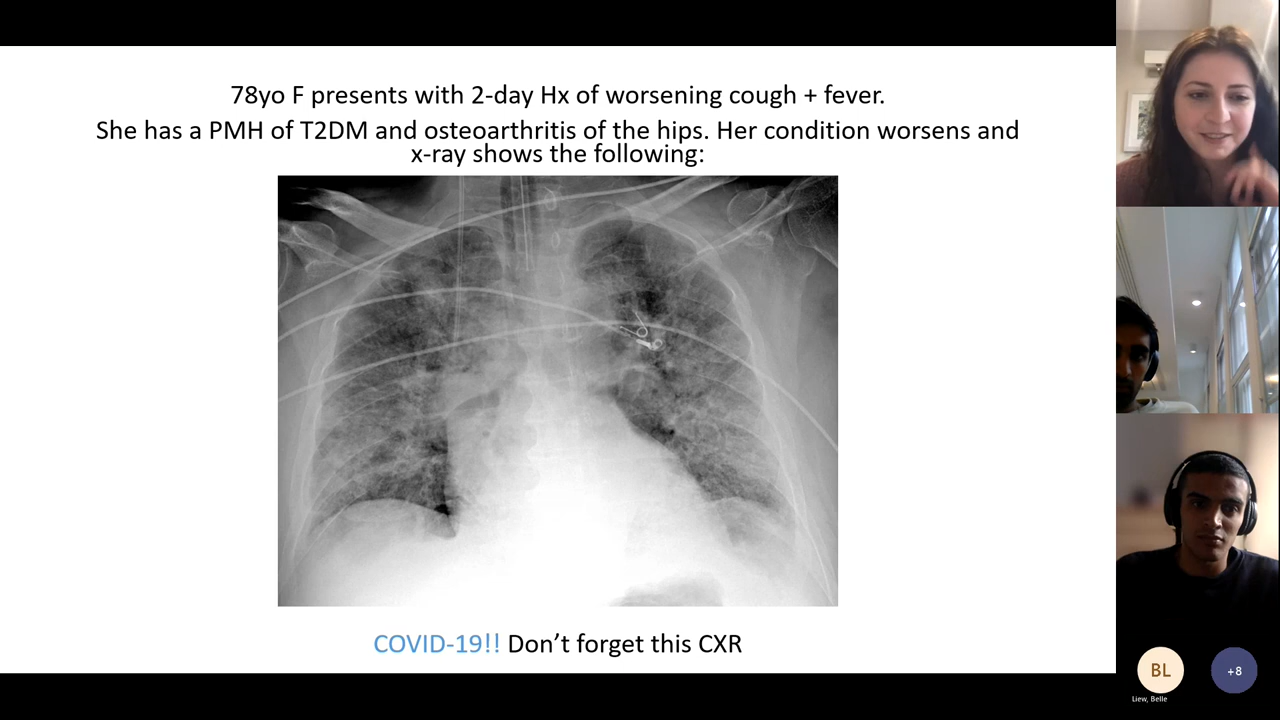 78yo F presents with 2-day Hx of worsening cough + fever.
She has a PMH of T2DM and osteoarthritis of the hips. Her condition worsens and
x-ray shows the following:
COVID-19!! Don’t forget this CXR
BL
+8
Liew, Belle